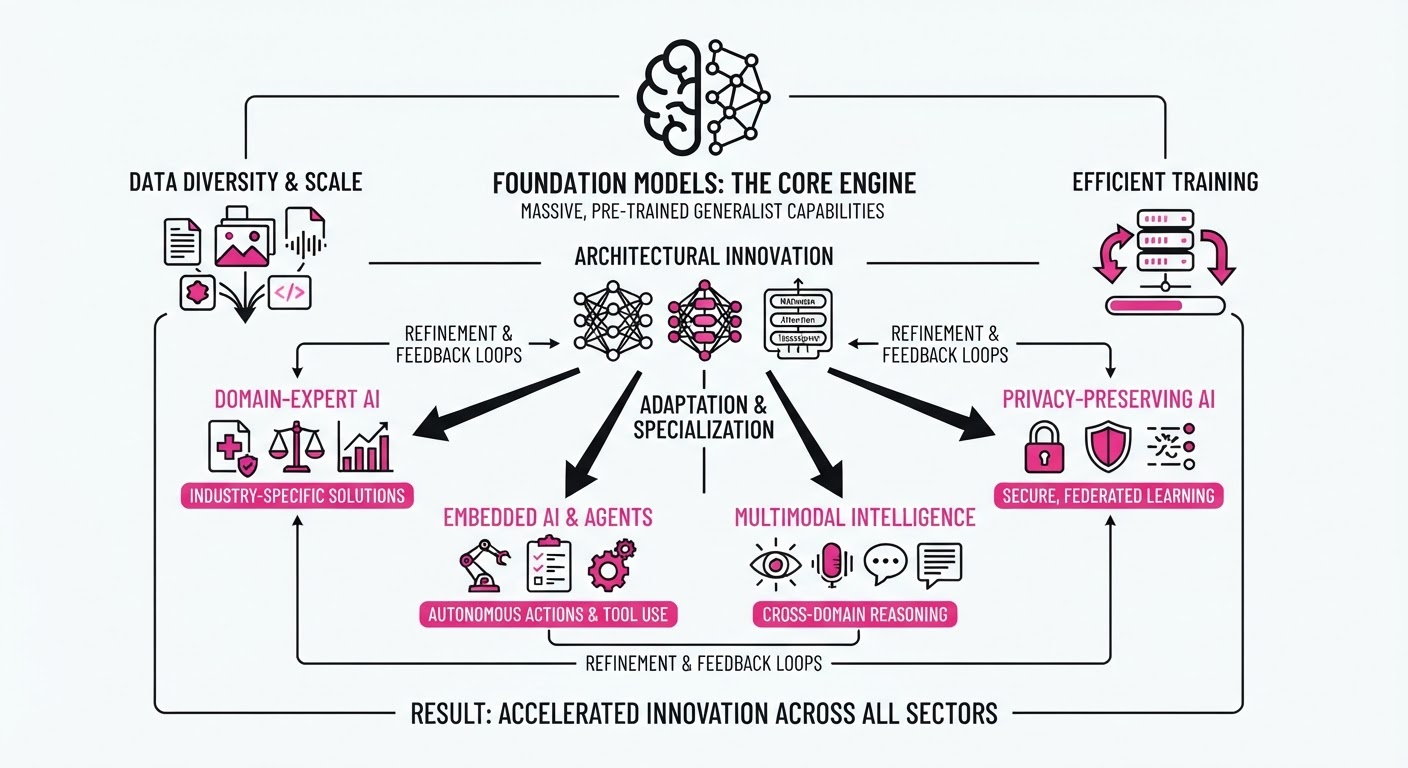 FOUNDATION MODELS: THE CORE ENGINE
MASSIVE, PRE-TRAINED GENERALIST CAPABILITIES
DATA DIVERSITY & SCALE
</>
EFFICIENT TRAINING
ARCHITECTURAL INNOVATION
REFINEMENT &
FEEDBACK LOOPS
REFINEMENT &
FEEDBACK LOOPS
ADAPTATION &
SPECIALIZATION
DOMAIN-EXPERT AI
INDUSTRY-SPECIFIC SOLUTIONS
PRIVACY-PRESERVING AI
SECURE, FEDERATED LEARNING
EMBEDDED AI & AGENTS
AUTONOMOUS ACTIONS & TOOL USE
MULTIMODAL INTELLIGENCE
CROSS-DOMAIN REASONING
REFINEMENT & FEEDBACK LOOPS
RESULT: ACCELERATED INNOVATION ACROSS ALL SECTORS